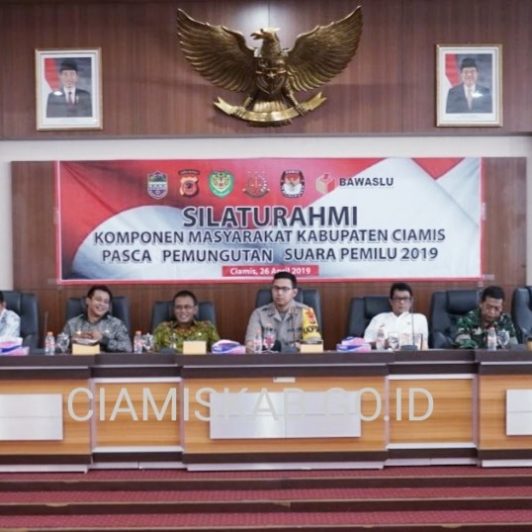 BAWASLU
SILATURAHMI
KOMPONEN MASYARAKAT KABUPATEN CIAMIS
PASCA PEMUNGUTAN SUARA PEMILU 2019
Ciamis, 26 April 2019
CIAMISKAB.GO.ID